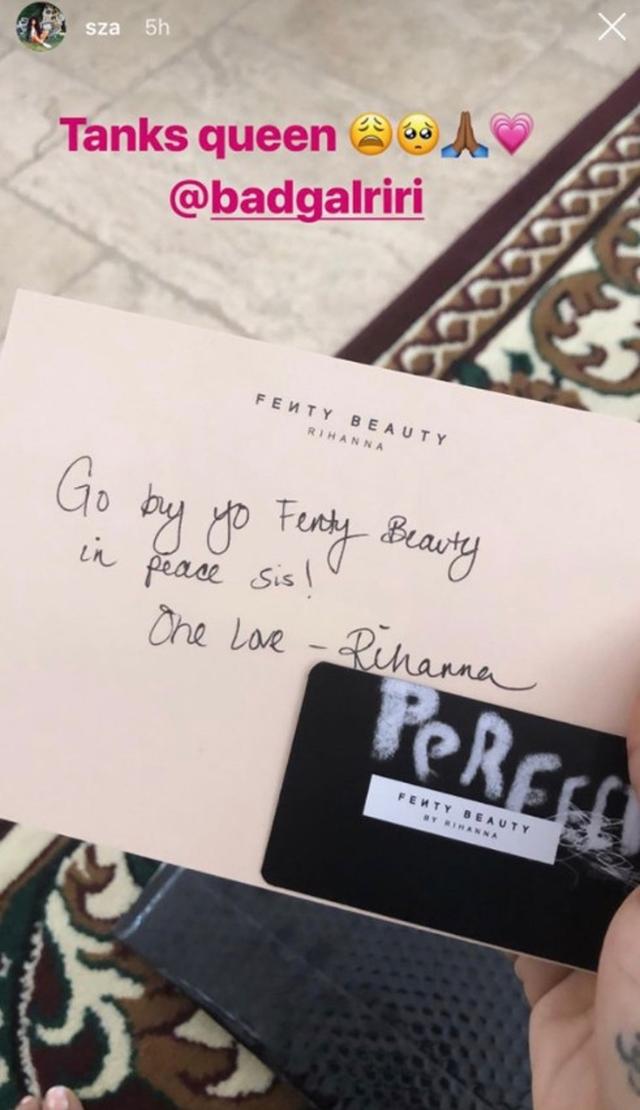 sza 5h
Tanks queen 😩🥺🙏🏾💗
@badgalriri
FENTY BEAUTY
RIHANNA
Go buy yo Fenty Beauty
in peace sis!
One Love - Rihanna
FENTY BEAUTY
BY RIHANNA